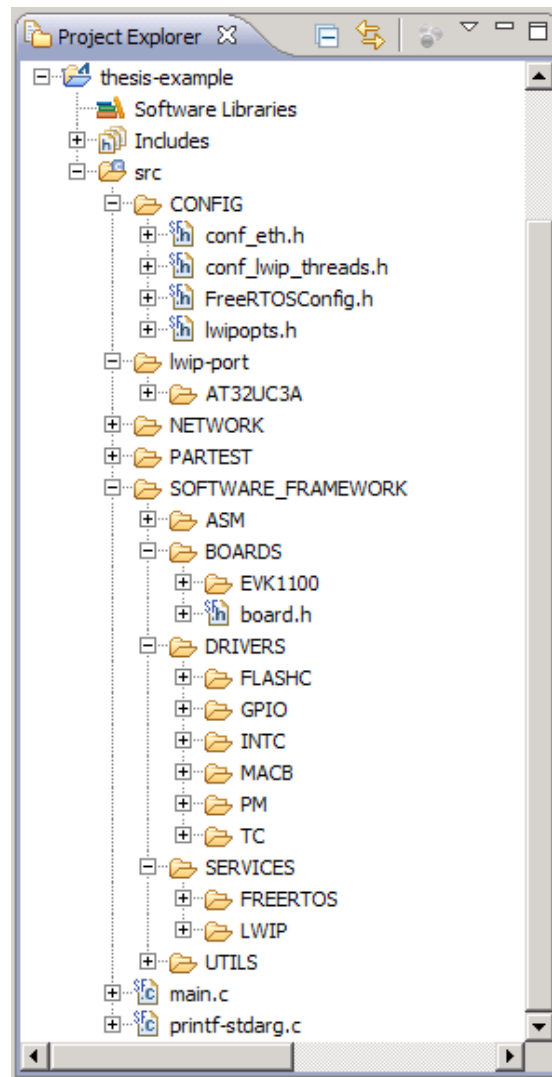 Project Explorer
thesis-example
Software Libraries
Includes
src
CONFIG
conf_eth.h
conf_lwip_threads.h
FreeRTOSConfig.h
lwipopts.h
lwip-port
AT32UC3A
NETWORK
PARTEST
SOFTWARE_FRAMEWORK
ASM
BOARDS
EVK1100
board.h
DRIVERS
FLASHC
GPIO
INTC
MACB
PM
TC
SERVICES
FREERTOS
LWIP
UTILS
main.c
printf-stdarg.c